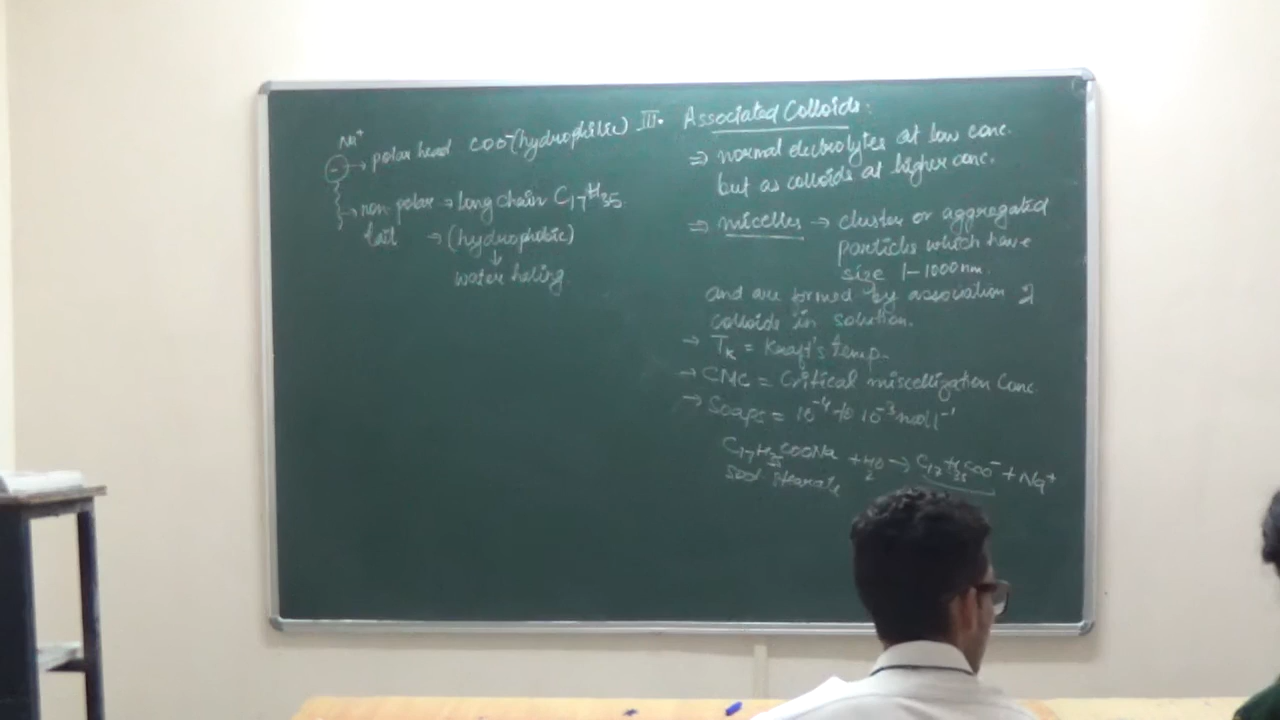 Na⁺
- → polar head COO⁻ (hydrophilic)
→ non polar → long chain C₁₇H₃₅
tail → (hydrophobic)
↓
water hating
III. Associated Colloids:
⇒ normal electrolytes at low conc.
but as colloids at higher conc.
⇒ micelles → cluster or aggregated
particles which have
size 1-1000nm.
and are formed by association of
colloids in solution.
→ Tₖ = Kraft's temp.
→ CMC = Critical miscellization Conc
→ Soaps = 10⁻⁴ to 10⁻³ mol l⁻¹
C₁₇H₃₅COONa + H₂O → C₁₇H₃₅COO⁻ + Na⁺
sod stearate